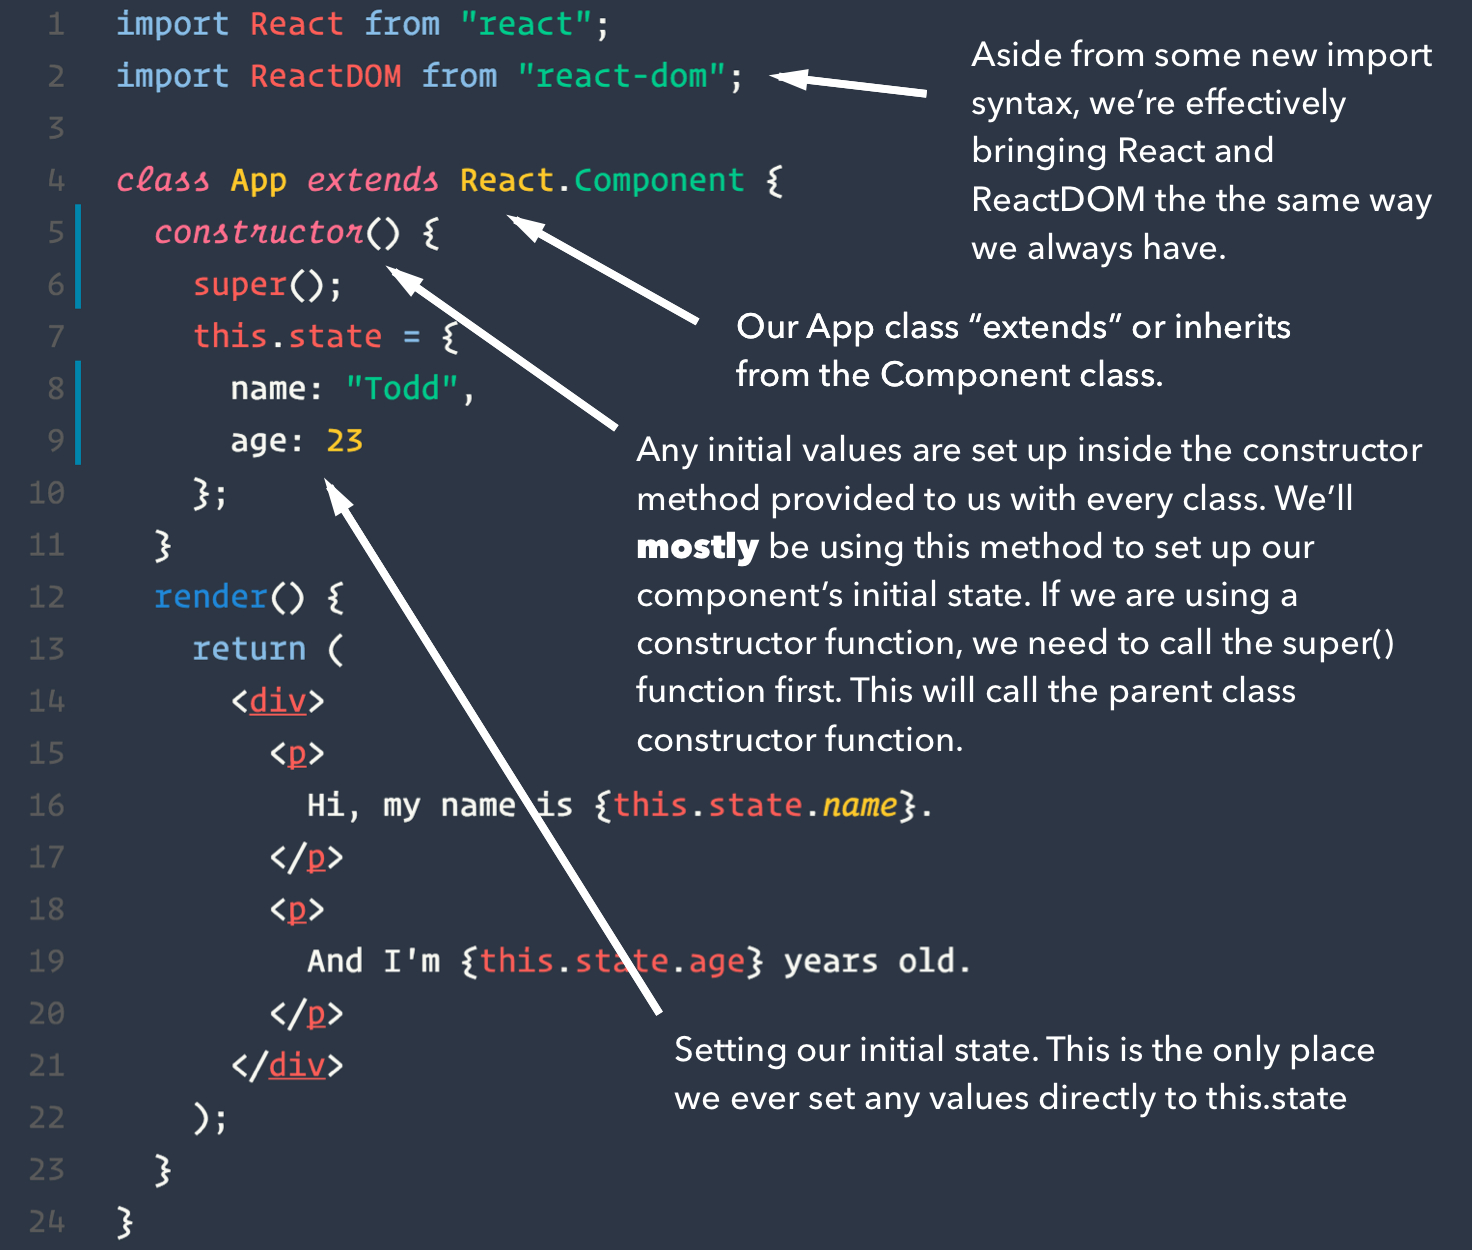 1 import React from "react";
2 import ReactDOM from "react-dom";
3
4 class App extends React.Component {
5 constructor() {
6 super();
7 this.state = {
8 name: "Todd",
9 age: 23
10 };
11 }
12 render() {
13 return (
14 <div>
15 <p>
16 Hi, my name is {this.state.name}.
17 </p>
18 <p>
19 And I'm {this.state.age} years old.
20 </p>
21 </div>
22 );
23 }
24 }
Aside from some new import
syntax, we’re effectively
bringing React and
ReactDOM the the same way
we always have.
Our App class “extends” or inherits
from the Component class.
Any initial values are set up inside the constructor
method provided to us with every class. We’ll
mostly be using this method to set up our
component’s initial state. If we are using a
constructor function, we need to call the super()
function first. This will call the parent class
constructor function.
Setting our initial state. This is the only place
we ever set any values directly to this.state